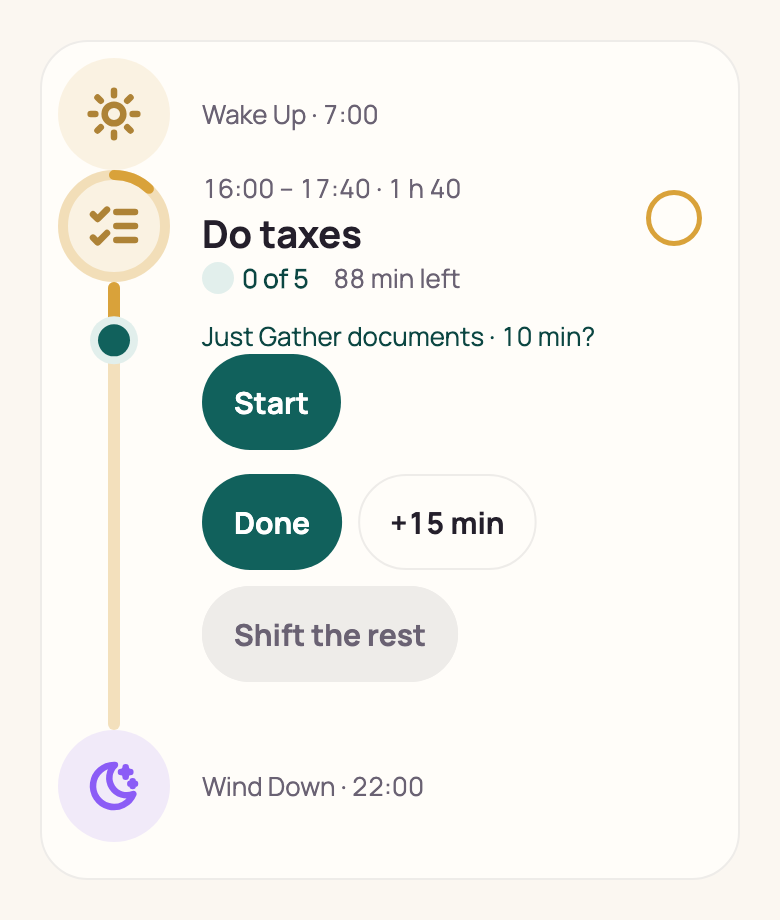 Wake Up · 7:00
16:00 – 17:40 · 1 h 40
Do taxes
0 of 5 88 min left
Just Gather documents · 10 min?
Start
Done +15 min
Shift the rest
Wind Down · 22:00